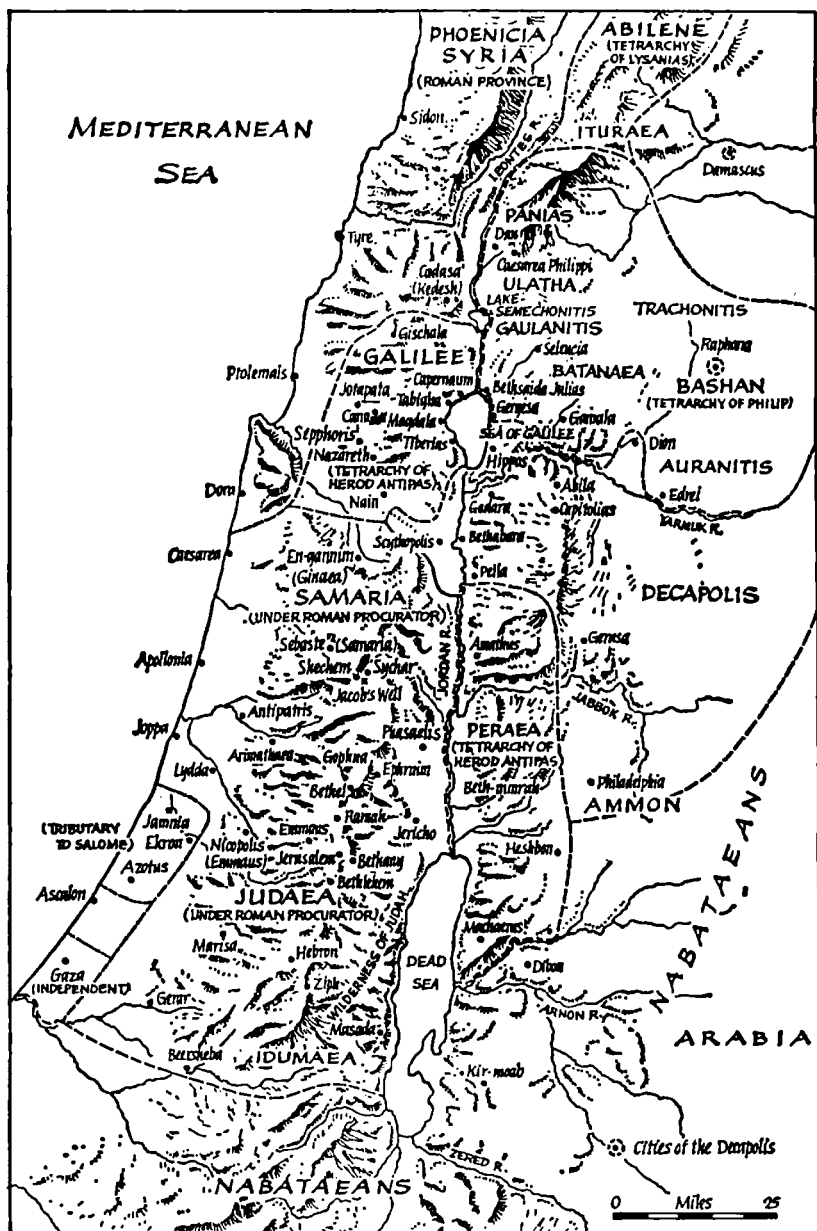 PHOENICIA
SYRIA
(ROMAN PROVINCE)
ABILENE
(TETRARCHY
OF LYSANIAS)
MEDITERRANEAN
SEA
Sidon
LEONTES R.
ITURAEA
Damascus
PANIAS
Dan
Tyre
Caesarea Philippi
Cadasa
(Kedesh)
ULATHA
LAKE
SEMECHONITIS
TRACHONITIS
GAULANITIS
Gischala
GALILEE
Seleucia
Raphana
BATANAEA
Ptolemais
Capernaum
Bethsaida Julias
BASHAN
(TETRARCHY OF PHILIP)
Jotapata
Tabigha
Gergesa
Gamala
Cana
Magdala
SEA OF GALILEE
Sepphoris
Tiberias
Dion
Nazareth
Hippos
AURANITIS
(TETRARCHY OF
HEROD ANTIPAS)
Dora
Nain
Abila
Edrei
Gadara
Capitolias
YARMUK R.
Caesarea
Scythopolis
Bethabara
En-gannim
(Ginaea)
Pella
DECAPOLIS
SAMARIA
(UNDER ROMAN PROCURATOR)
Sebaste (Samaria)
JORDAN R.
Amathus
Gerasa
Apollonia
Shechem
Sychar
Jacob's Well
JABBOK R.
Antipatris
Joppa
Phasaelis
PERAEA
(TETRARCHY OF
HEROD ANTIPAS
Arimathaea
Gophna
Lydda
Ephraim
Philadelphia
Bethel
Beth-nimrah
AMMON
Ramah
Jamnia
Jericho
(TRIBUTARY
TO SALOME)
Ekron
Nicopolis
(Emmaus)
Emmaus
Azotus
Jerusalem
Bethany
Heshbon
Bethlehem
Ascalon
JUDAEA
(UNDER ROMAN PROCURATOR)
NABATAEANS
Machaerus
Marisa
Hebron
WILDERNESS OF JUDAH
DEAD
SEA
Gaza
(INDEPENDENT)
Dibon
Ziph
Gerar
ARNON R.
Masada
ARABIA
Beersheba
IDUMAEA
Kir-moab
Cities of the Decapolis
ZERED R.
NABATAEANS
0 Miles 25